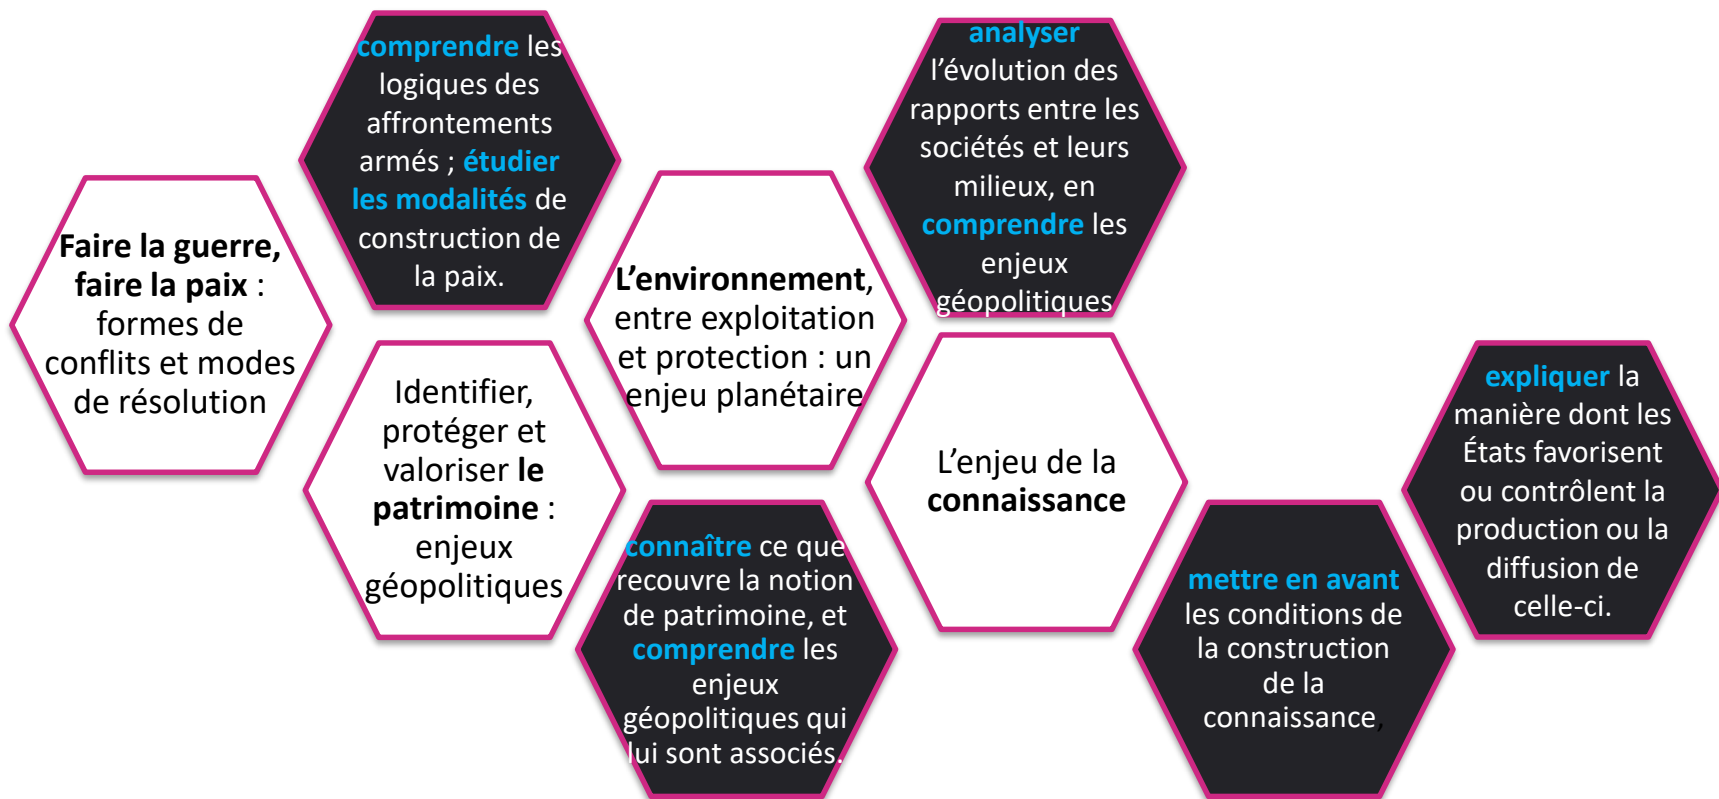 Faire la guerre,
faire la paix :
formes de
conflits et modes
de résolution
comprendre les
logiques des
affrontements
armés ; étudier
les modalités de
construction de
la paix.
Identifier,
protéger et
valoriser le
patrimoine :
enjeux
géopolitiques
connaître ce que
recouvre la notion
de patrimoine, et
comprendre les
enjeux
géopolitiques qui
lui sont associés.
L’environnement,
entre exploitation
et protection : un
enjeu planétaire
analyser
l’évolution des
rapports entre les
sociétés et leurs
milieux, en
comprendre les
enjeux
géopolitiques
L’enjeu de la
connaissance
mettre en avant
les conditions de
la construction
de la
connaissance,
expliquer la
manière dont les
États favorisent
ou contrôlent la
production ou la
diffusion de
celle-ci.